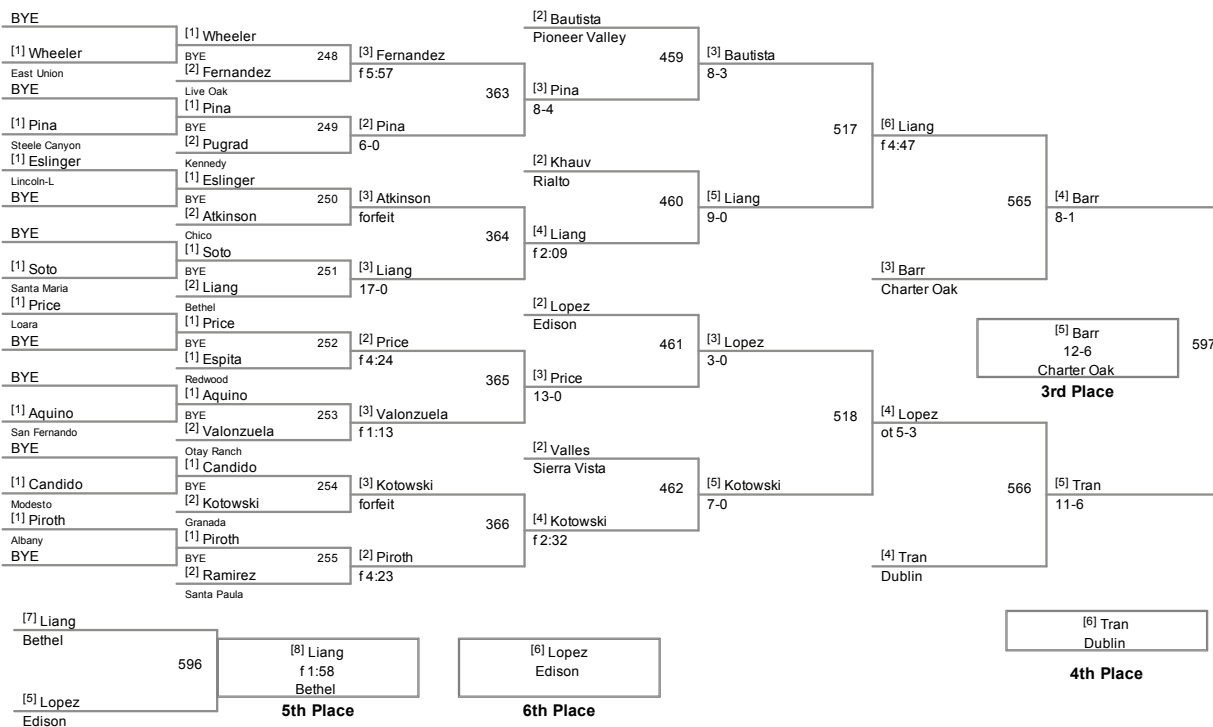 BYE
[1] Wheeler
East Union
BYE
[1] Pina
Steele Canyon
[1] Eslinger
Lincoln-L
BYE
BYE
[1] Soto
Santa Maria
[1] Price
Loara
BYE
BYE
[1] Aquino
San Fernando
BYE
[1] Candido
Modesto
[1] Piroth
Albany
BYE
[1] Wheeler
BYE 248
[2] Fernandez
Live Oak
[1] Pina
BYE 249
[2] Pugrad
Kennedy
[1] Eslinger
BYE 250
[2] Atkinson
Chico
[1] Soto
BYE 251
[2] Liang
Bethel
[1] Price
BYE 252
[1] Espita
Redwood
[1] Aquino
BYE 253
[2] Valonzuela
Otay Ranch
[1] Candido
BYE 254
[2] Kotowski
Granada
[1] Piroth
BYE 255
[2] Ramirez
Santa Paula
[3] Fernandez
f 5:57
363
[2] Pina
6-0
[3] Atkinson
forfeit
364
[3] Liang
17-0
[2] Price
f 4:24
365
[3] Valonzuela
f 1:13
[3] Kotowski
forfeit
366
[2] Piroth
f 4:23
[2] Bautista
Pioneer Valley
459
[3] Pina
8-4
[2] Khauv
Rialto
460
[4] Liang
f 2:09
[2] Lopez
Edison
461
[3] Price
13-0
[2] Valles
Sierra Vista
462
[4] Kotowski
f 2:32
[3] Bautista
8-3
517
[5] Liang
9-0
[3] Lopez
3-0
518
[5] Kotowski
7-0
[6] Liang
f 4:47
565
[3] Barr
Charter Oak
[4] Lopez
ot 5-3
566
[4] Tran
Dublin
[4] Barr
8-1
[5] Barr
12-6
Charter Oak
597
3rd Place
[5] Tran
11-6
[6] Tran
Dublin
4th Place
[7] Liang
Bethel
596
[5] Lopez
Edison
[8] Liang
f 1:58
Bethel
5th Place
[6] Lopez
Edison
6th Place